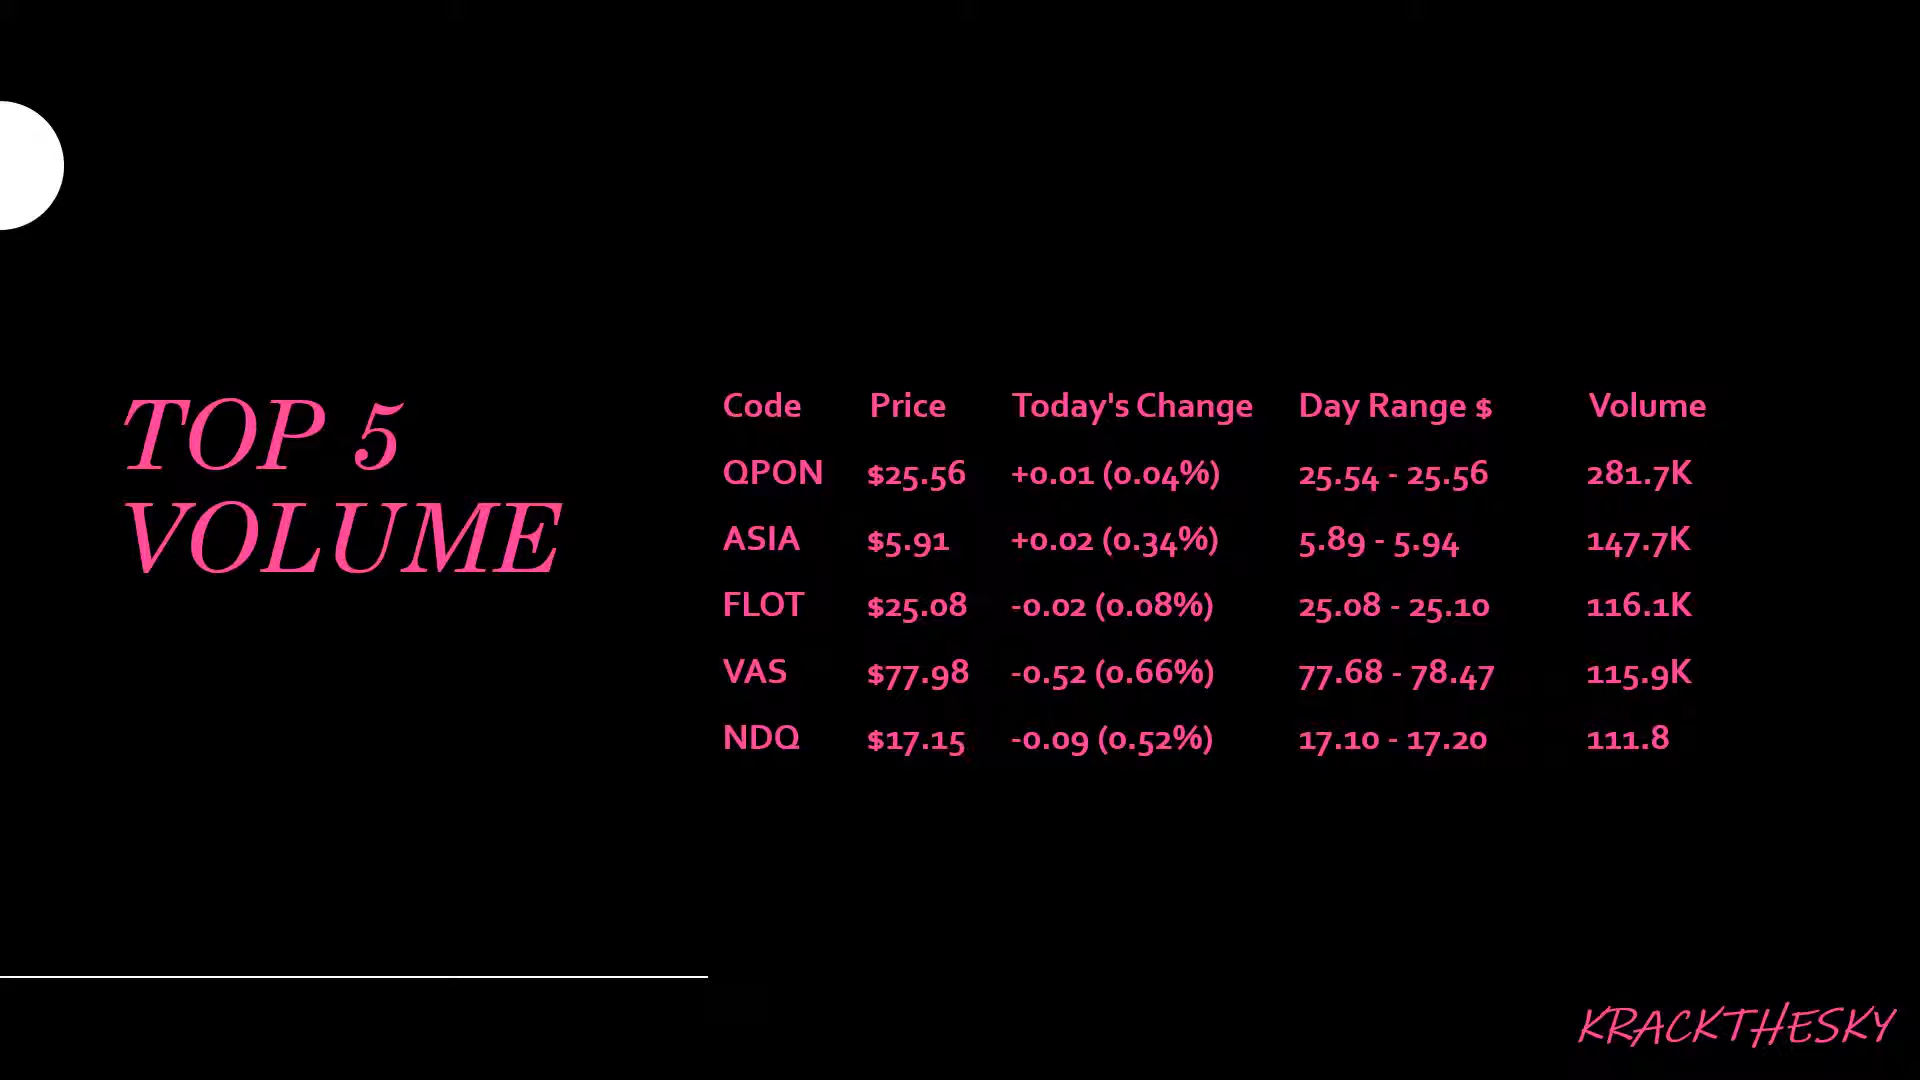 TOP 5
VOLUME
Code Price Today's Change Day Range $ Volume
QPON $25.56 +0.01 (0.04%) 25.54 - 25.56 281.7K
ASIA $5.91 +0.02 (0.34%) 5.89 - 5.94 147.7K
FLOT $25.08 -0.02 (0.08%) 25.08 - 25.10 116.1K
VAS $77.98 -0.52 (0.66%) 77.68 - 78.47 115.9K
NDQ $17.15 -0.09 (0.52%) 17.10 - 17.20 111.8
KRACKTHESKY